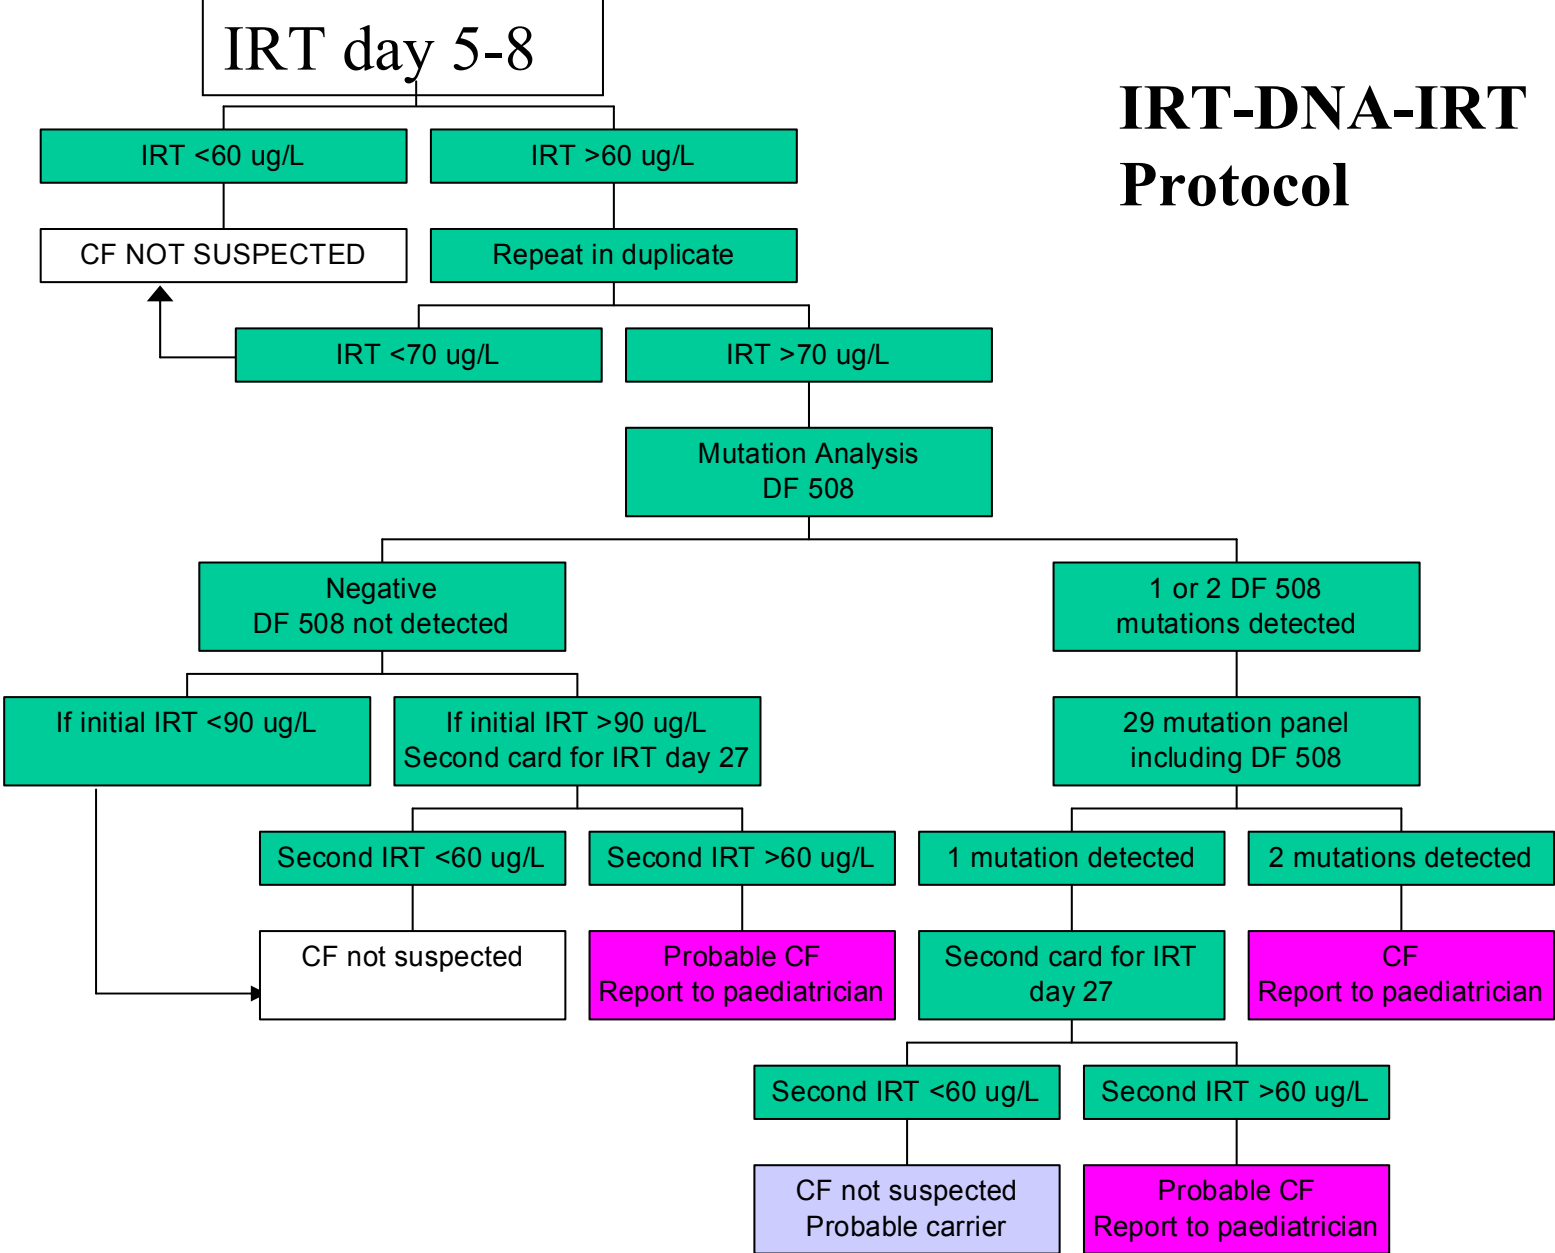 IRT day 5-8
IRT-DNA-IRT
Protocol
IRT <60 ug/L
IRT >60 ug/L
CF NOT SUSPECTED
Repeat in duplicate
IRT <70 ug/L
IRT >70 ug/L
Mutation Analysis
DF 508
Negative
DF 508 not detected
1 or 2 DF 508
mutations detected
If initial IRT <90 ug/L
If initial IRT >90 ug/L
Second card for IRT day 27
29 mutation panel
including DF 508
Second IRT <60 ug/L
Second IRT >60 ug/L
1 mutation detected
2 mutations detected
CF not suspected
Probable CF
Report to paediatrician
Second card for IRT
day 27
CF
Report to paediatrician
Second IRT <60 ug/L
Second IRT >60 ug/L
CF not suspected
Probable carrier
Probable CF
Report to paediatrician